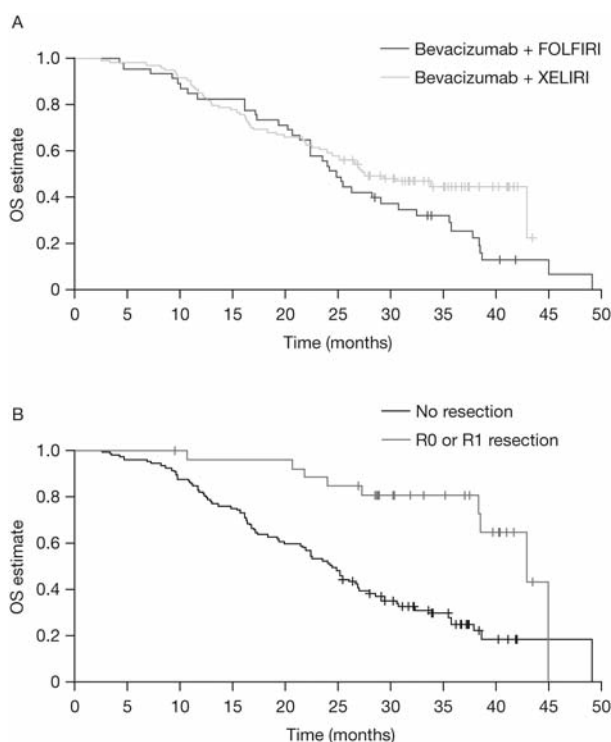 A
Bevacizumab + FOLFIRI
Bevacizumab + XELIRI
1.0
0.8
0.6
0.4
0.2
0
OS estimate
0 5 10 15 20 25 30 35 40 45 50
Time (months)
B
No resection
R0 or R1 resection
1.0
0.8
0.6
0.4
0.2
0
OS estimate
0 5 10 15 20 25 30 35 40 45 50
Time (months)